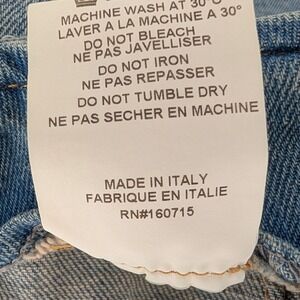 MACHINE WASH AT 30°C
LAVER A LA MACHINE A 30°
DO NOT BLEACH
NE PAS JAVELLISER
DO NOT IRON
NE PAS REPASSER
DO NOT TUMBLE DRY
NE PAS SECHER EN MACHINE
MADE IN ITALY
FABRIQUE EN ITALIE
RN#160715